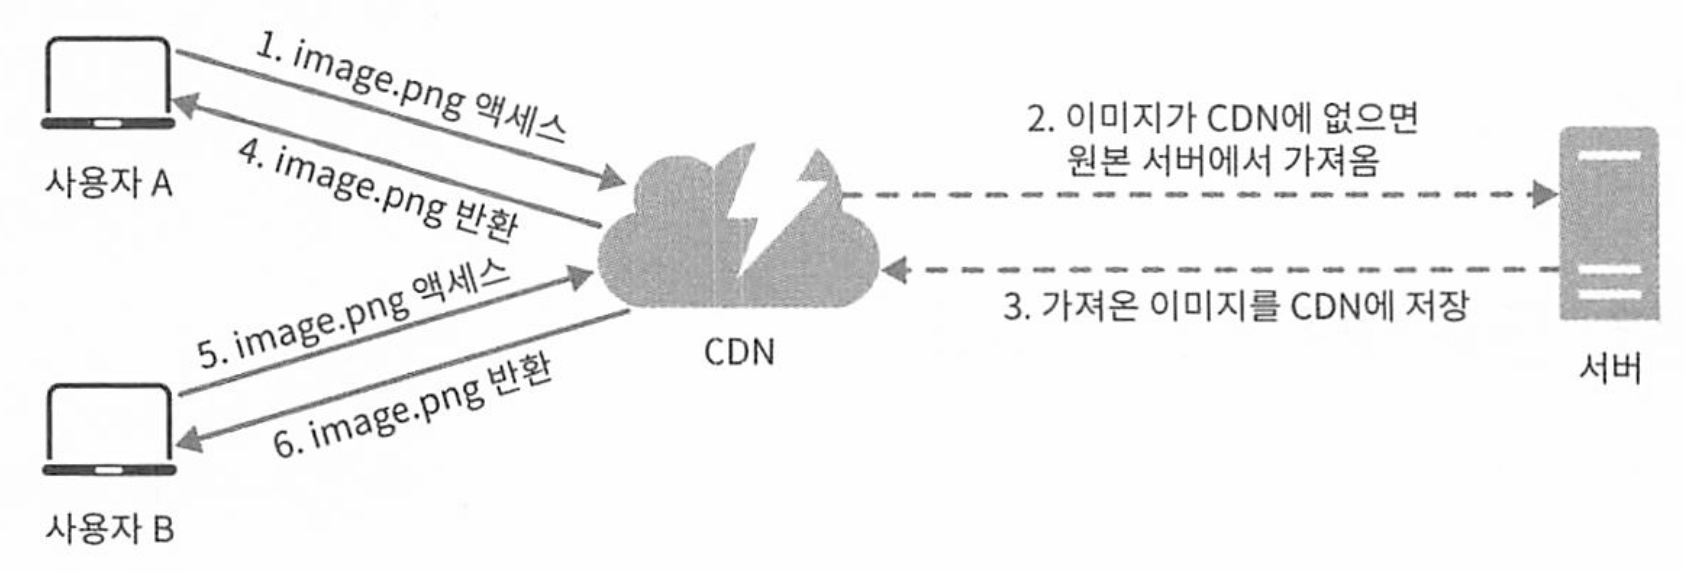 1. image.png 액세스
2. 이미지가 CDN에 없으면
원본 서버에서 가져옴
사용자 A
4. image.png 반환
5. image.png 액세스
3. 가져온 이미지를 CDN에 저장
CDN
서버
6. image.png 반환
사용자 B